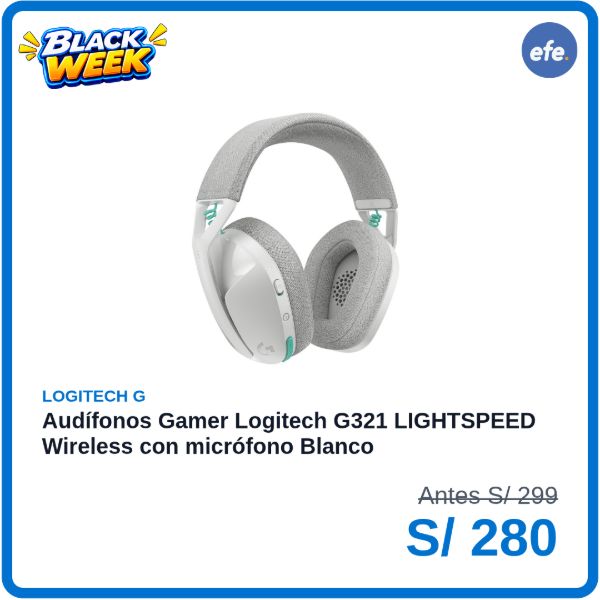 BLACK
WEEK
efe.
LOGITECH G
Audífonos Gamer Logitech G321 LIGHTSPEED
Wireless con micrófono Blanco
Antes S/ 299
S/ 280